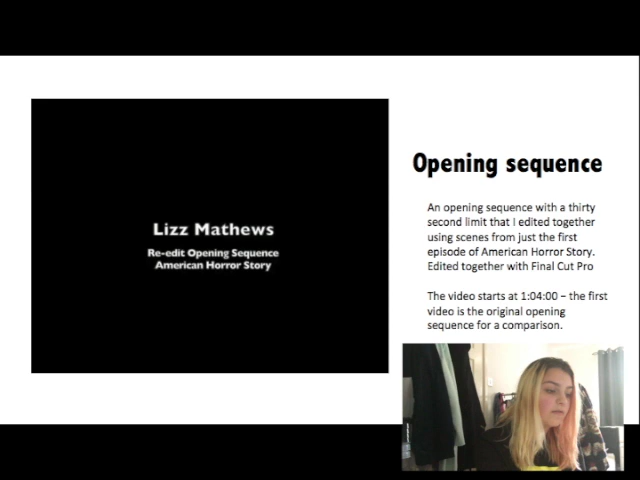 Lizz Mathews
Re-edit Opening Sequence
American Horror Story
Opening sequence
An opening sequence with a thirty
second limit that I edited together
using scenes from just the first
episode of American Horror Story.
Edited together with Final Cut Pro
The video starts at 1:04:00 – the first
video is the original opening
sequence for a comparison.